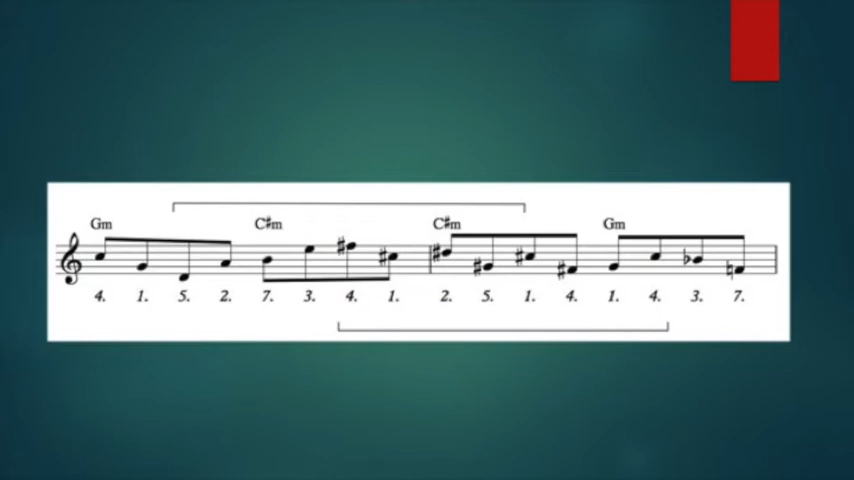 Gm C#m C#m Gm
4. 1. 5. 2. 7. 3. 4. 1. 2. 5. 1. 4. 1. 4. 3. 7.